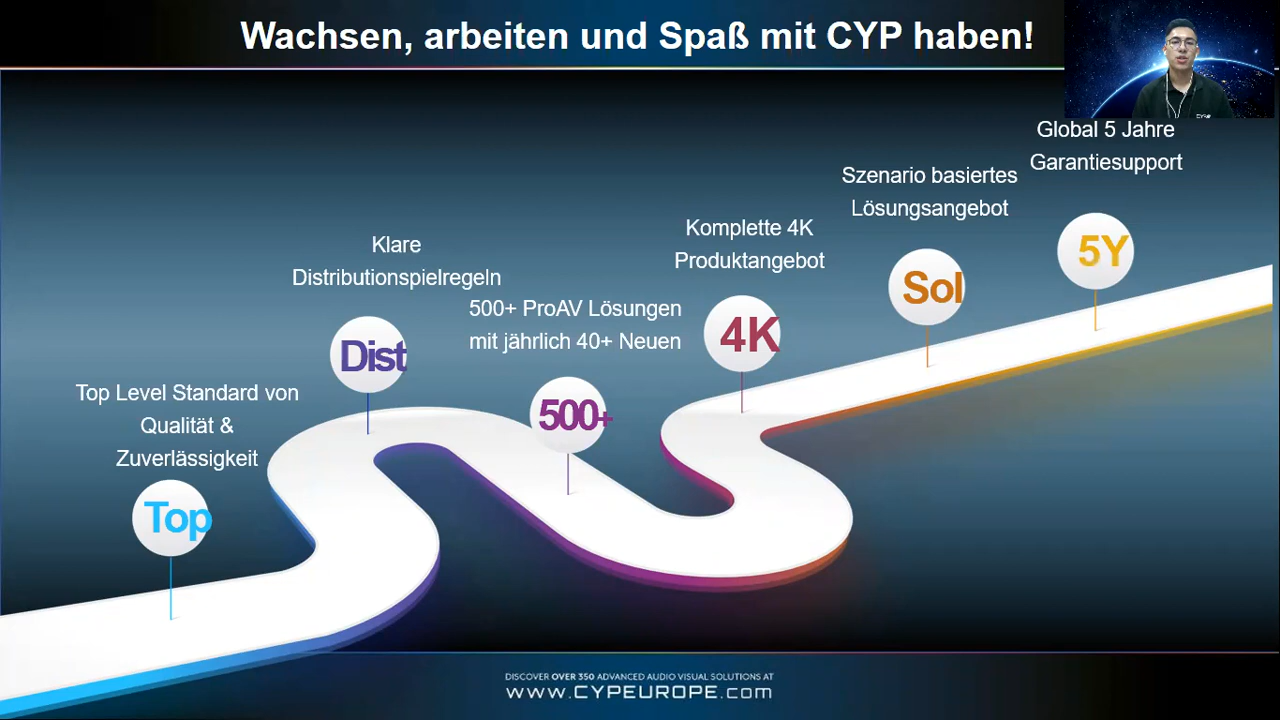 Wachsen, arbeiten und Spaß mit CYP haben!
Global 5 Jahre
Garantiesupport
Szenario basiertes
Lösungsangebot
Komplette 4K
Produktangebot
Klare
Distributionspielregeln
500+ ProAV Lösungen
mit jährlich 40+ Neuen
Top Level Standard von
Qualität &
Zuverlässigkeit
5Y
Sol
4K
Dist
500+
Top
DISCOVER OVER 350 ADVANCED AUDIO VISUAL SOLUTIONS AT
www.CYPEUROPE.com